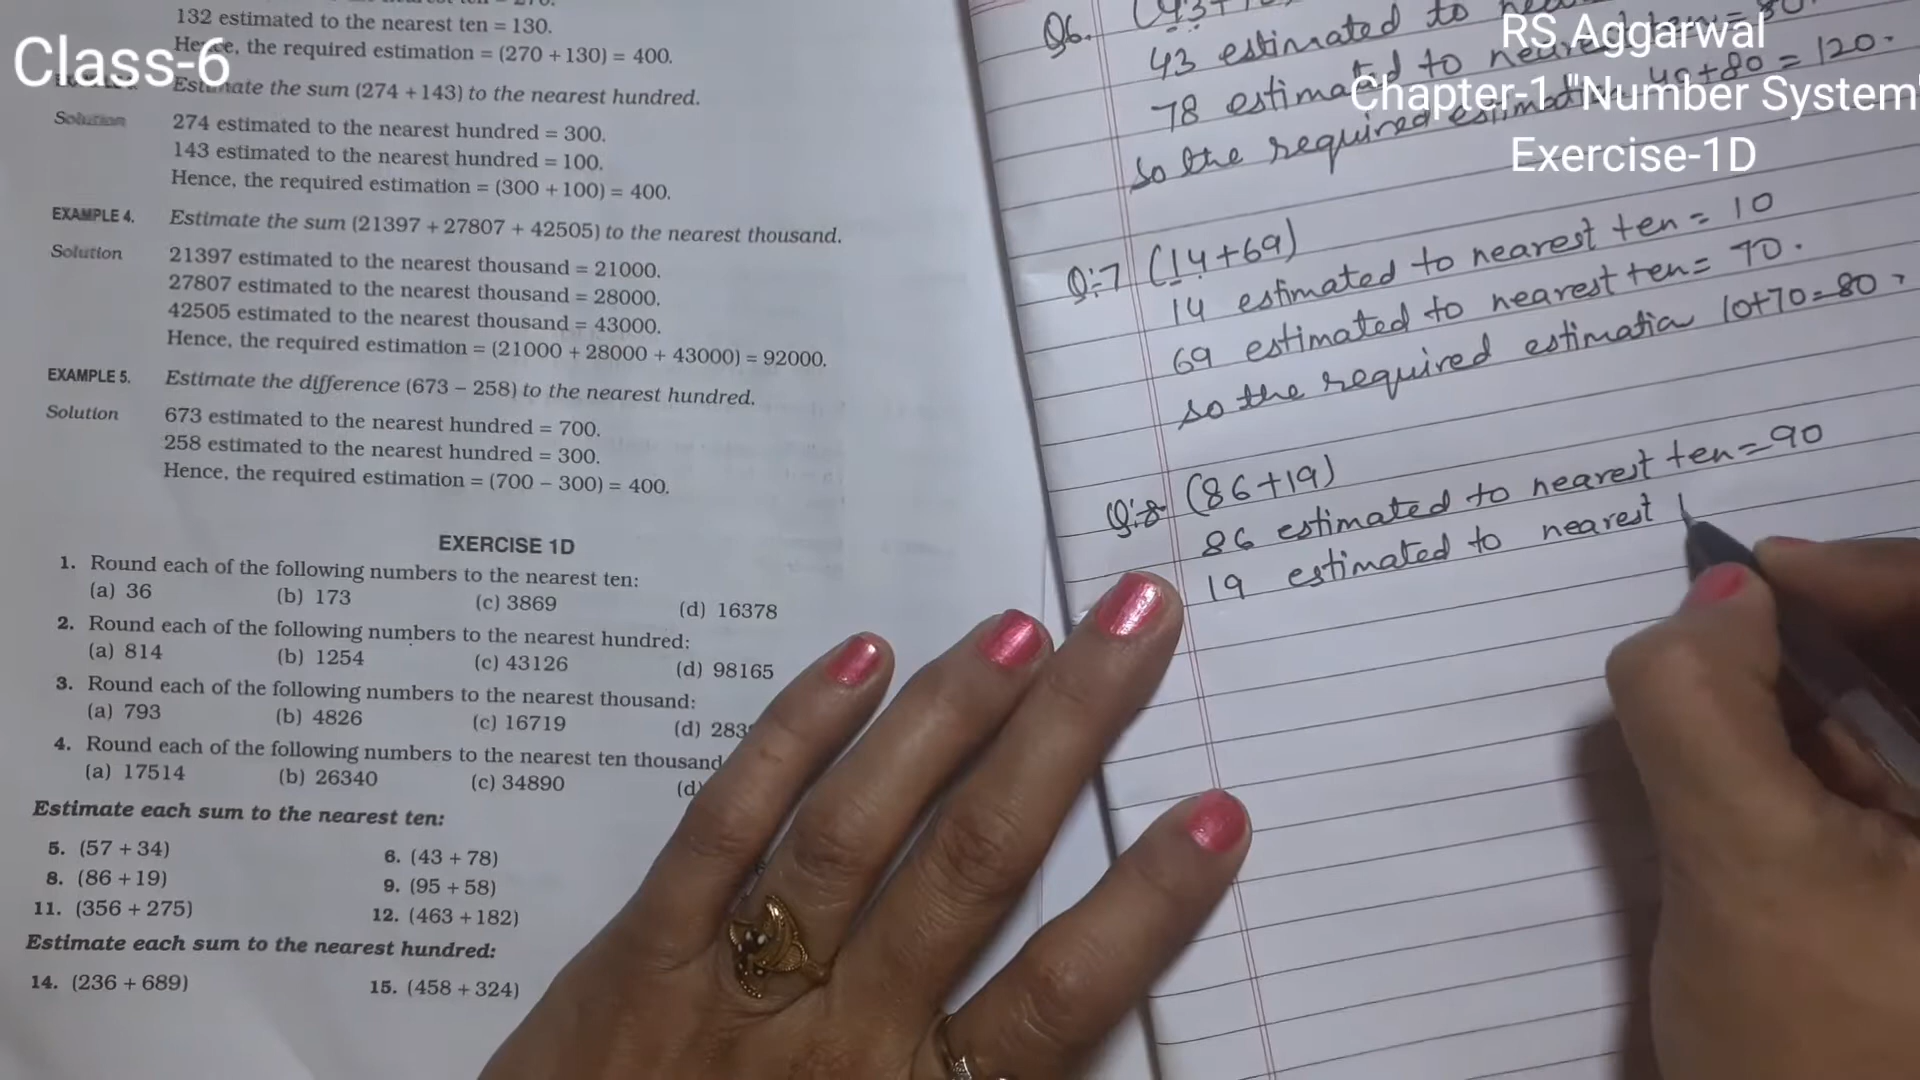 132 estimated to the nearest ten = 130.
Hence, the required estimation = (270 + 130) = 400.
Class-6
Estimate the sum (274 + 143) to the nearest hundred.
Solution 274 estimated to the nearest hundred = 300.
143 estimated to the nearest hundred = 100.
Hence, the required estimation = (300 + 100) = 400.
EXAMPLE 4. Estimate the sum (21397 + 27807 + 42505) to the nearest thousand.
Solution 21397 estimated to the nearest thousand = 21000.
27807 estimated to the nearest thousand = 28000.
42505 estimated to the nearest thousand = 43000.
Hence, the required estimation = (21000 + 28000 + 43000) = 92000.
EXAMPLE 5. Estimate the difference (673 – 258) to the nearest hundred.
Solution 673 estimated to the nearest hundred = 700.
258 estimated to the nearest hundred = 300.
Hence, the required estimation = (700 – 300) = 400.
EXERCISE 1D
1. Round each of the following numbers to the nearest ten:
(a) 36 (b) 173 (c) 3869 (d) 16378
2. Round each of the following numbers to the nearest hundred:
(a) 814 (b) 1254 (c) 43126 (d) 98165
3. Round each of the following numbers to the nearest thousand:
(a) 793 (b) 4826 (c) 16719 (d) 283
4. Round each of the following numbers to the nearest ten thousand
(a) 17514 (b) 26340 (c) 34890 (d)
Estimate each sum to the nearest ten:
5. (57 + 34) 6. (43 + 78)
8. (86 + 19) 9. (95 + 58)
11. (356 + 275) 12. (463 + 182)
Estimate each sum to the nearest hundred:
14. (236 + 689) 15. (458 + 324)
RS Aggarwal
Chapter-1 "Number System"
Exercise-1D
Q6. (43+
43 estimated to
78 estimated to nearest ten = 80.
so the required estimation 40+80 = 120.
Q:7 (14+69)
14 estimated to nearest ten = 10
69 estimated to nearest ten = 70.
so the required estimation 10+70=80
Q:8 (86+19)
86 estimated to nearest ten=90
19 estimated to nearest